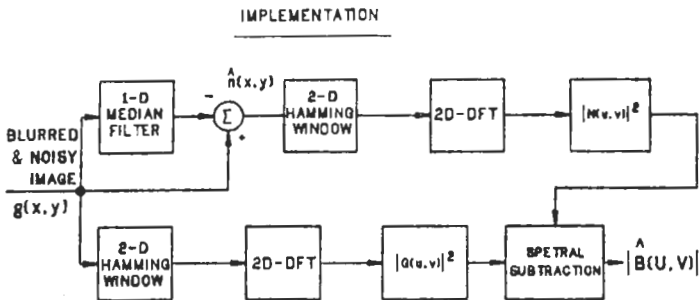 IMPLEMENTATION
n̂(x,y)
1-D
MEDIAN
FILTER
-
Σ
+
2-D
HAMMING
WINDOW
2D-DFT
|N(u,v)|²
BLURRED
& NOISY
IMAGE
g(x,y)
2-D
HAMMING
WINDOW
2D-DFT
|G(u,v)|²
SPETRAL
SUBTRACTION
|B̂(U,V)|